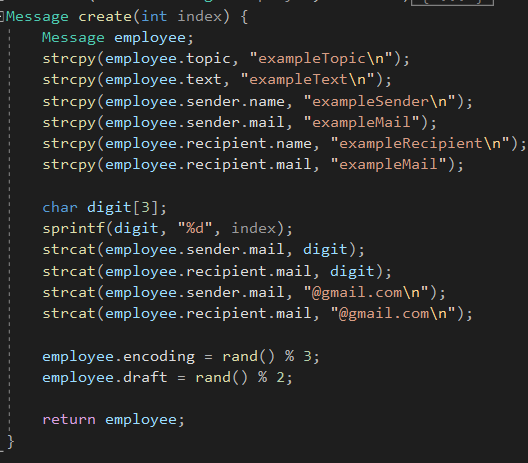 Message create(int index) {
    Message employee;
    strcpy(employee.topic, "exampleTopic\n");
    strcpy(employee.text, "exampleText\n");
    strcpy(employee.sender.name, "exampleSender\n");
    strcpy(employee.sender.mail, "exampleMail");
    strcpy(employee.recipient.name, "exampleRecipient\n");
    strcpy(employee.recipient.mail, "exampleMail");

    char digit[3];
    sprintf(digit, "%d", index);
    strcat(employee.sender.mail, digit);
    strcat(employee.recipient.mail, digit);
    strcat(employee.sender.mail, "@gmail.com\n");
    strcat(employee.recipient.mail, "@gmail.com\n");

    employee.encoding = rand() % 3;
    employee.draft = rand() % 2;

    return employee;
}